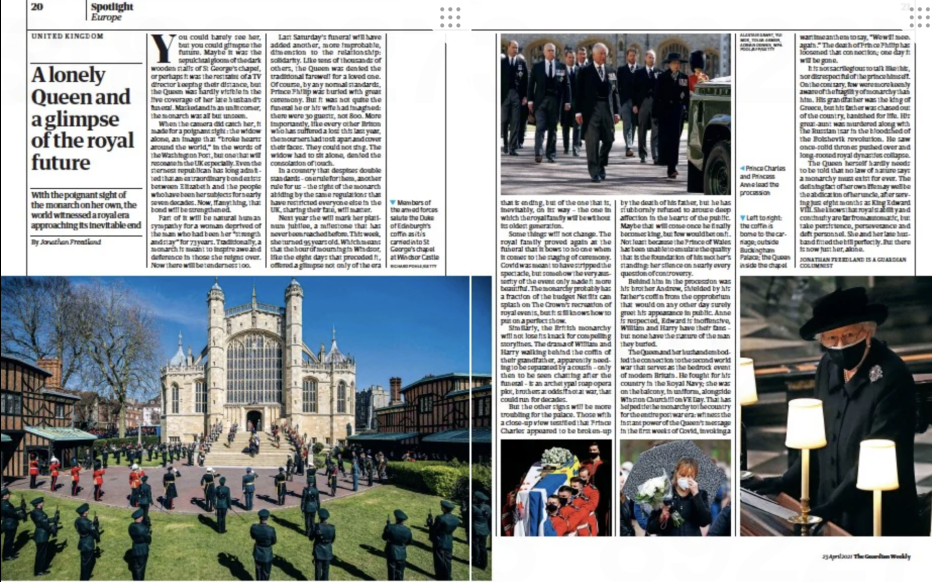 20
Spotlight
Europe
UNITED KINGDOM
A lonely
Queen and
a glimpse
of the royal
future
With the poignant sight of
the monarch on her own, the
world witnessed a royal era
approaching its inevitable end
By Jonathan Freedland
You could barely see her,
but you could glimpse the
future. Maybe it was the
sepulchral gloom of the dark
wooden stalls of St George's chapel,
or perhaps it was the restraint of a TV
director keeping their distance, but
the Queen was hardly visible in the
live coverage of her late husband's
funeral. Masked and in an unlit corner,
the monarch was all but unseen.
When the camera did catch her, it
made for a poignant sight: the widow
alone. An image that "broke hearts
around the world," in the words of
the Washington Post, but one that will
resonate in the UK especially. Even the
sternest republican has long admit-
ted that an extraordinary bond exists
between Elizabeth and the people
who have been her subjects for nearly
seven decades. Now, if anything, that
bond will be strengthened.
Part of it will be natural human
sympathy for a woman deprived of
the man who had been her "strength
and stay" for 73 years. Traditionally, a
monarch is meant to inspire awe and
deference in those she reigns over.
Now there will be tenderness too.
Last Saturday's funeral will have
added another, more improbable,
dimension to the relationship:
solidarity. Like tens of thousands of
others, the Queen was denied the
traditional farewell for a loved one.
Of course, by any normal standards,
Prince Philip was buried with great
ceremony. But it was not quite the
funeral he or his wife had imagined:
there were 30 guests, not 800. More
importantly, like every other Briton
who has suffered a loss this last year,
the mourners had to sit apart and cover
their faces. They could not sing. The
widow had to sit alone, denied the
consolation of touch.
In a country that despises double
standards - one rule for them, another
rule for us - the sight of the monarch
abiding by the same regulations that
have restricted everyone else in the
UK, sharing their fate, will matter.
Next year she will mark her plati-
num jubilee, a milestone that has
never been reached before. This week,
she turned 95 years old. Which means
that the hour of mourning in Windsor,
like the eight days that preceded it,
offered a glimpse not only of the era
Members of
the armed forces
salute the Duke
of Edinburgh's
coffin as it is
carried in to St
George's chapel
at Windsor Castle
that is ending, but of the one that is,
inevitably, on its way - the one in
which the royal family will be without
its oldest generation.
Some things will not change. The
royal family proved again at the
funeral that it bows to no one when
it comes to the staging of ceremony.
Covid was meant to have stripped the
spectacle, but somehow the very aus-
terity of the event only made it more
beautiful. The monarchy probably has
a fraction of the budget Netflix can
splash on The Crown's recreation of
royal events, but it still knows how to
put on a perfect show.
Similarly, the British monarchy
will not lose its knack for compelling
storylines. The drama of William and
Harry walking behind the coffin of
their grandfather, apparently need-
ing to be separated by a cousin - only
then to be seen chatting after the
funeral - is an archetypal soap opera
plot, brothers at odds if not at war, that
could run for decades.
But the other signs will be more
troubling for the palace. Those with
a close-up view testified that Prince
Charles appeared to be broken-up
by the death of his father, but he has
stubbornly refused to arouse deep
affection in the hearts of the public.
Maybe that will come once he finally
becomes king, but few would bet on it.
Not least because the Prince of Wales
has been unable to emulate the quality
that is the foundation of his mother's
standing: her silence on nearly every
question of controversy.
Behind him in the procession was
his brother Andrew, shielded by his
father's coffin from the opprobrium
that would on any other day surely
greet his appearance in public. Anne
is respected, Edward is inoffensive,
William and Harry have their fans -
but none have the stature of the man
they buried.
The Queen and her husband embod-
ied the connection to the second world
war that serves as the bedrock event
of modern Britain. He fought for his
country in the Royal Navy; she was
on the balcony, in uniform, alongside
Winston Churchill on VE Day. That has
helped tie the monarchy to the country
for the entire postwar era: witness the
instant power of the Queen's message
in the first weeks of Covid, invoking a
Prince Charles
and Princess
Anne lead the
procession
Left to right:
the coffin is
borne to the car-
riage; outside
Buckingham
Palace; the Queen
inside the chapel
wartime anthem to say, "We will meet
again." The death of Prince Philip has
loosened that connection; one day it
will be gone.
It is not sacrilegious to talk like this,
nor disrespectful of the prince himself.
On the contrary, few were more keenly
aware of the fragility of monarchy than
him. His grandfather was the king of
Greece, but his father was chased out
of the country, banished for life. His
great-aunt was murdered along with
the Russian tsar in the bloodshed of
the Bolshevik revolution. He saw
once-solid thrones pushed over and
long-rooted royal dynasties collapse.
The Queen herself hardly needs
to be told that no law of nature says
a monarchy must exist for ever. The
defining fact of her own life may well be
the abdication of her uncle, after serv-
ing just eight months as King Edward
VIII. She knows that royal stability and
continuity are far from automatic, but
take persistence, perseverance and
deft personnel. She and her late hus-
band fitted the bill perfectly. But there
is now just her, alone.
JONATHAN FREEDLAND IS A GUARDIAN
COLUMNIST
23 April 2021 The Guardian Weekly